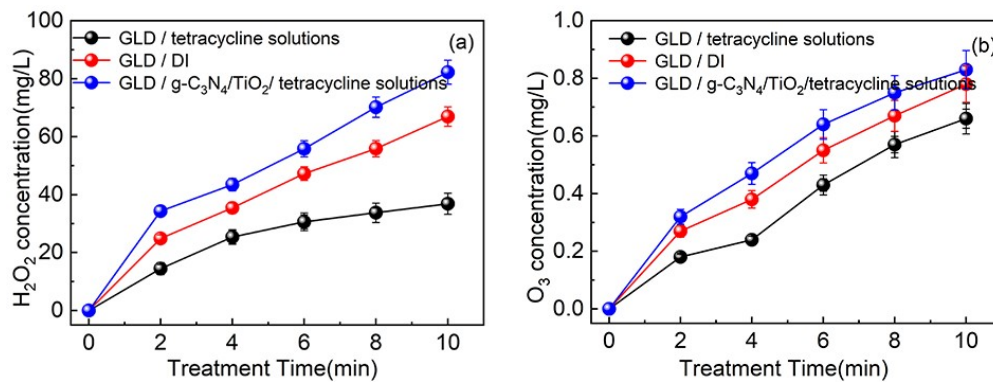 100
80
60
40
20
0
H₂O₂ concentration(mg/L)
GLD / tetracycline solutions
(a)
GLD / DI
GLD / g-C₃N₄/TiO₂/ tetracycline solutions
0 2 4 6 8 10
Treatment Time(min)
1.0
0.8
0.6
0.4
0.2
0.0
O₃ concentration(mg/L)
GLD / tetracycline solutions
(b)
GLD / DI
GLD / g-C₃N₄/TiO₂/tetracycline solutions
0 2 4 6 8 10
Treatment Time(min)